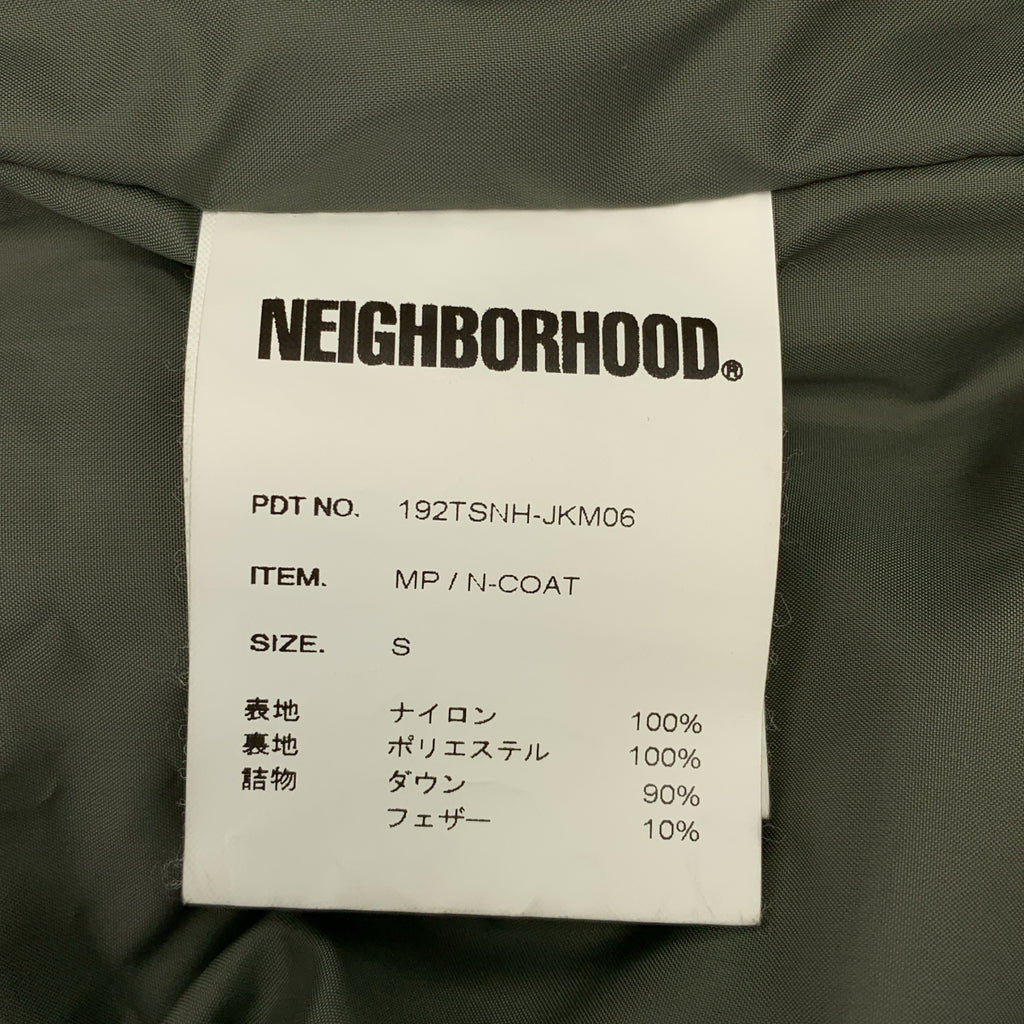 NEIGHBORHOOD®
PDT NO. 192TSNH-JKM06
ITEM. MP / N-COAT
SIZE. S
表地 ナイロン 100%
裏地 ポリエステル 100%
詰物 ダウン 90%
フェザー 10%